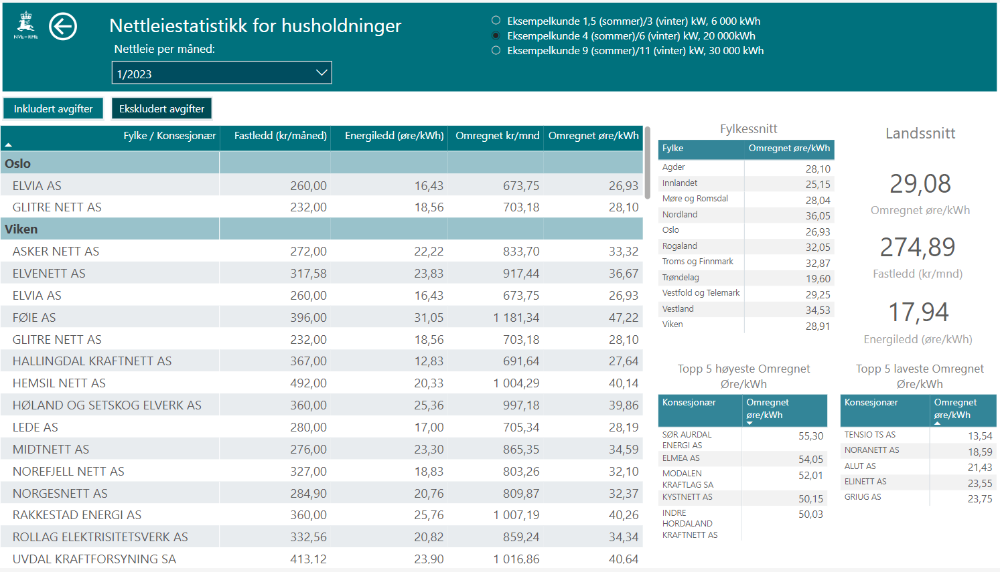 NVE-RME
Nettleiestatistikk for husholdninger
Nettleie per måned:
1/2023
Eksempelkunde 1,5 (sommer)/3 (vinter) kW, 6 000 kWh
Eksempelkunde 4 (sommer)/6 (vinter) kW, 20 000kWh
Eksempelkunde 9 (sommer)/11 (vinter) kW, 30 000 kWh
Inkludert avgifter
Ekskludert avgifter
Fylke / Konsesjonær Fastledd (kr/måned) Energiledd (øre/kWh) Omregnet kr/mnd Omregnet øre/kWh
Oslo
ELVIA AS 260,00 16,43 673,75 26,93
GLITRE NETT AS 232,00 18,56 703,18 28,10
Viken
ASKER NETT AS 272,00 22,22 833,70 33,32
ELVENETT AS 317,58 23,83 917,44 36,67
ELVIA AS 260,00 16,43 673,75 26,93
FØIE AS 396,00 31,05 1 181,34 47,22
GLITRE NETT AS 232,00 18,56 703,18 28,10
HALLINGDAL KRAFTNETT AS 367,00 12,83 691,64 27,64
HEMSIL NETT AS 492,00 20,33 1 004,29 40,14
HØLAND OG SETSKOG ELVERK AS 360,00 25,36 997,18 39,86
LEDE AS 280,00 17,00 705,34 28,19
MIDTNETT AS 276,00 23,30 865,35 34,59
NOREFJELL NETT AS 327,00 18,83 803,26 32,10
NORGESNETT AS 284,90 20,76 809,87 32,37
RAKKESTAD ENERGI AS 360,00 25,76 1 007,19 40,26
ROLLAG ELEKTRISITETSVERK AS 332,56 20,82 859,24 34,34
UVDAL KRAFTFORSYNING SA 413,12 23,90 1 016,86 40,64
Fylkessnitt
Fylke Omregnet øre/kWh
Agder 28,10
Innlandet 25,15
Møre og Romsdal 28,04
Nordland 36,05
Oslo 26,93
Rogaland 32,05
Troms og Finnmark 32,87
Trøndelag 19,60
Vestfold og Telemark 29,25
Vestland 34,53
Viken 28,91
Landssnitt
29,08
Omregnet øre/kWh
274,89
Fastledd (kr/mnd)
17,94
Energiledd (øre/kWh)
Topp 5 høyeste Omregnet
Øre/kWh
Konsesjonær Omregnet
øre/kWh
SØR AURDAL 55,30
ENERGI AS
ELMEA AS 54,05
MODALEN 52,01
KRAFTLAG SA
KYSTNETT AS 50,15
INDRE 50,03
HORDALAND
KRAFTNETT AS
Topp 5 laveste Omregnet
Øre/kWh
Konsesjonær Omregnet
øre/kWh
TENSIO TS AS 13,54
NORANETT AS 18,59
ALUT AS 21,43
ELINETT AS 23,55
GRIUG AS 23,75